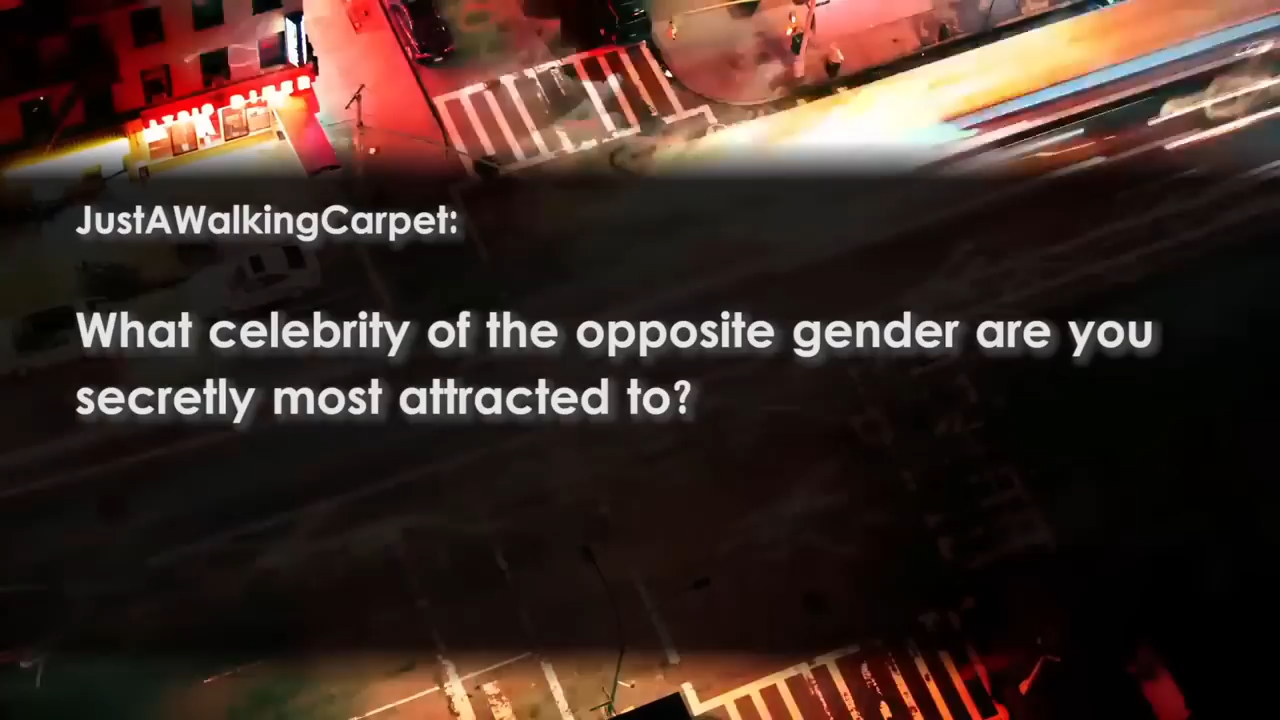 JustAWalkingCarpet:
What celebrity of the opposite gender are you
secretly most attracted to?